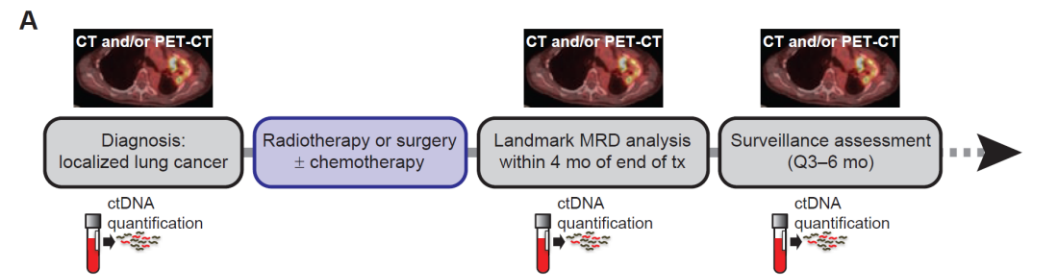 A
CT and/or PET-CT
CT and/or PET-CT
CT and/or PET-CT
Diagnosis:
localized lung cancer
Radiotherapy or surgery
± chemotherapy
Landmark MRD analysis
within 4 mo of end of tx
Surveillance assessment
(Q3–6 mo)
ctDNA
quantification
ctDNA
quantification
ctDNA
quantification